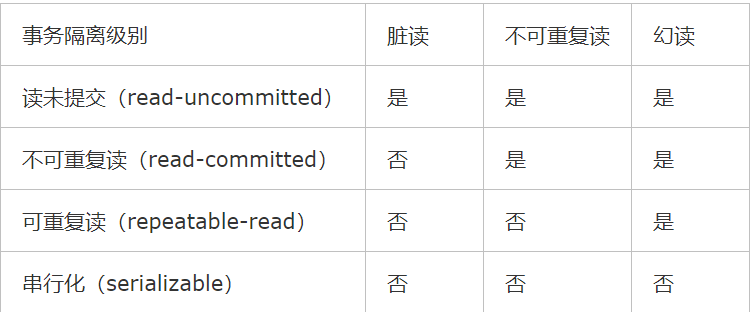 事务隔离级别 脏读 不可重复读 幻读
读未提交（read-uncommitted） 是 是 是
不可重复读（read-committed） 否 是 是
可重复读（repeatable-read） 否 否 是
串行化（serializable） 否 否 否